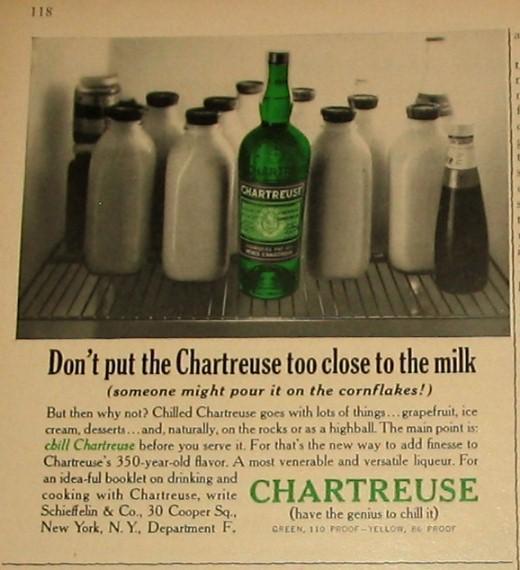 118
CHARTREUSE
Don't put the Chartreuse too close to the milk
(someone might pour it on the cornflakes!)
But then why not? Chilled Chartreuse goes with lots of things...grapefruit, ice
cream, desserts...and, naturally, on the rocks or as a highball. The main point is:
chill Chartreuse before you serve it. For that's the new way to add finesse to
Chartreuse's 350-year-old flavor. A most venerable and versatile liqueur. For
an idea-ful booklet on drinking and
cooking with Chartreuse, write
Schieffelin & Co., 30 Cooper Sq.,
New York, N.Y., Department F.
CHARTREUSE
(have the genius to chill it)
GREEN, 110 PROOF—YELLOW, 86 PROOF